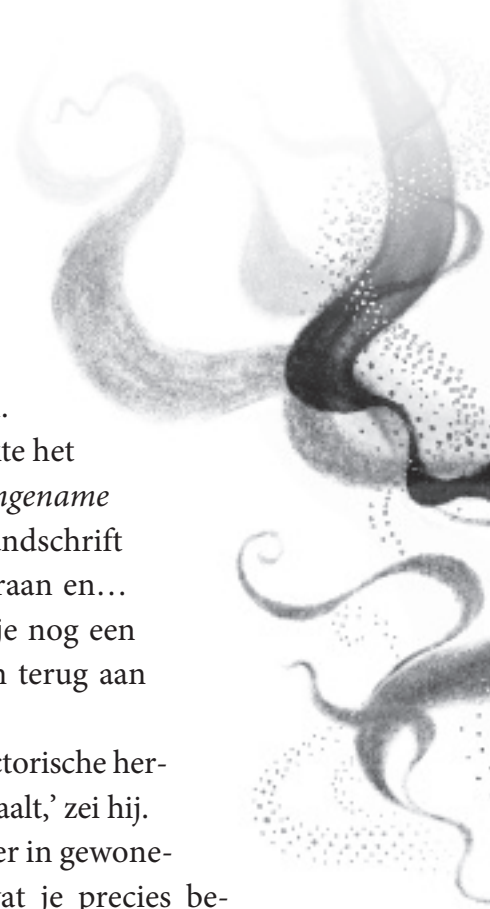 .
te het
ngename
ndschrift
raan en…
je nog een
n terug aan
ctorische her-
aalt,’ zei hij.
er in gewone-
vat je precies be-